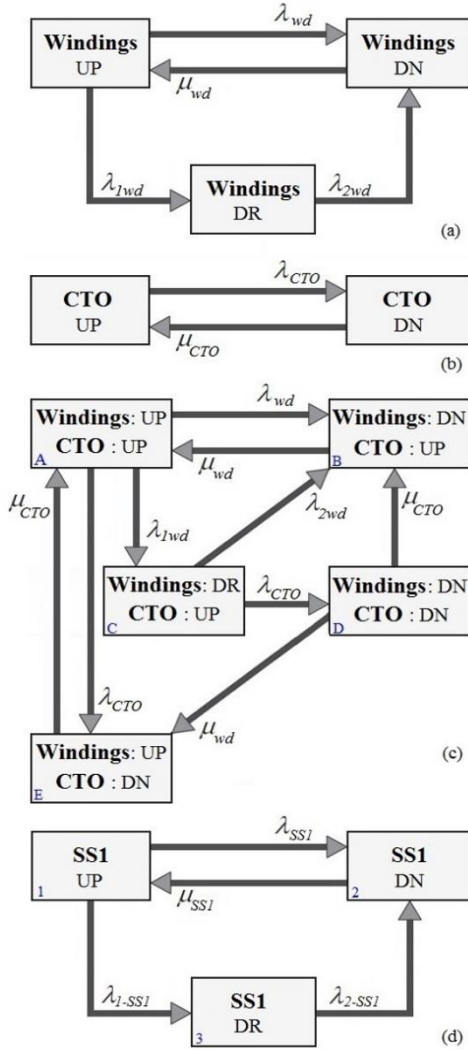 λwd
Windings
UP
Windings
DN
μwd
λ1wd
Windings
DR
λ2wd
(a)
λCTO
CTO
UP
CTO
DN
μCTO
(b)
Windings: UP
CTO : UP
A
λwd
Windings: DN
CTO : UP
B
μwd
μCTO
λ1wd
λ2wd
μCTO
Windings: DR
CTO : UP
C
λCTO
Windings: DN
CTO : DN
D
λCTO
μwd
Windings: UP
CTO : DN
E
(c)
λSS1
SS1
UP
1
SS1
DN
2
μSS1
λ1-SS1
SS1
DR
3
λ2-SS1
(d)